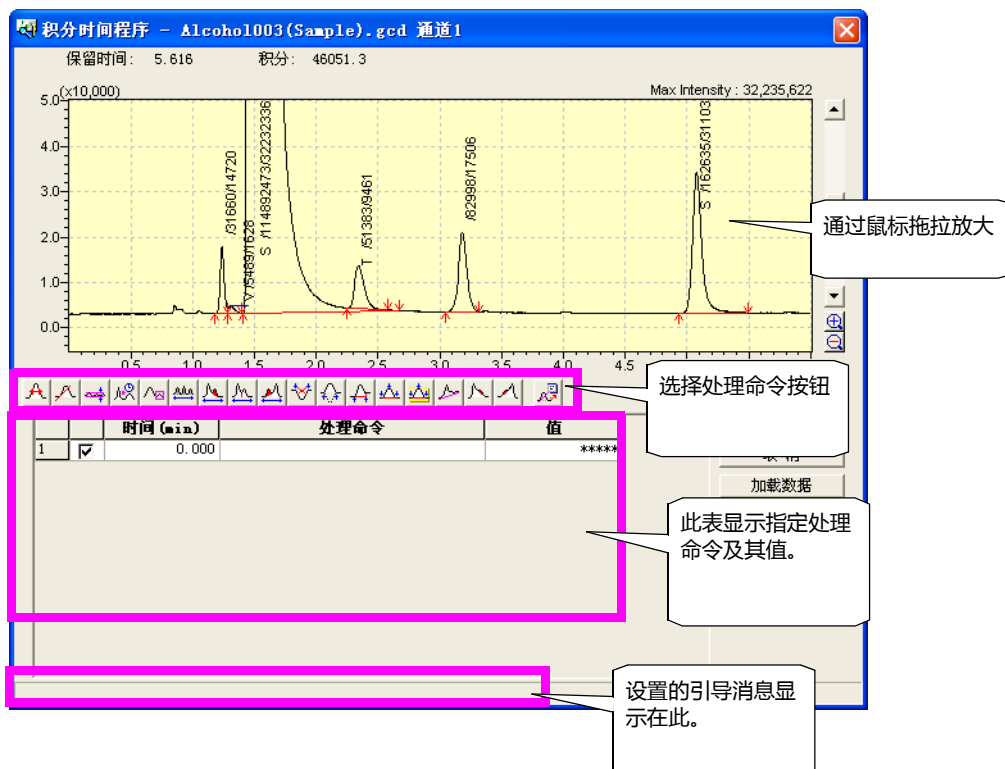 积分时间程序 - Alcohol003(Sample).gcd 通道1
保留时间: 5.616 积分: 46051.3
(x10,000)
Max Intensity : 32,235,622
5.0
4.0
3.0
2.0
1.0
0.0
/31660/14720
V /5489/1628
S /114892473/32232336
T /51383/9461
/82998/17506
S /162635/31103
0.5 1.0 1.5 2.0 2.5 3.0 3.5 4.0 4.5
通过鼠标拖拉放大
选择处理命令按钮
时间(min) 处理命令 值
1 0.000 *****
取消
加载数据
此表显示指定处理
命令及其值。
设置的引导消息显
示在此。